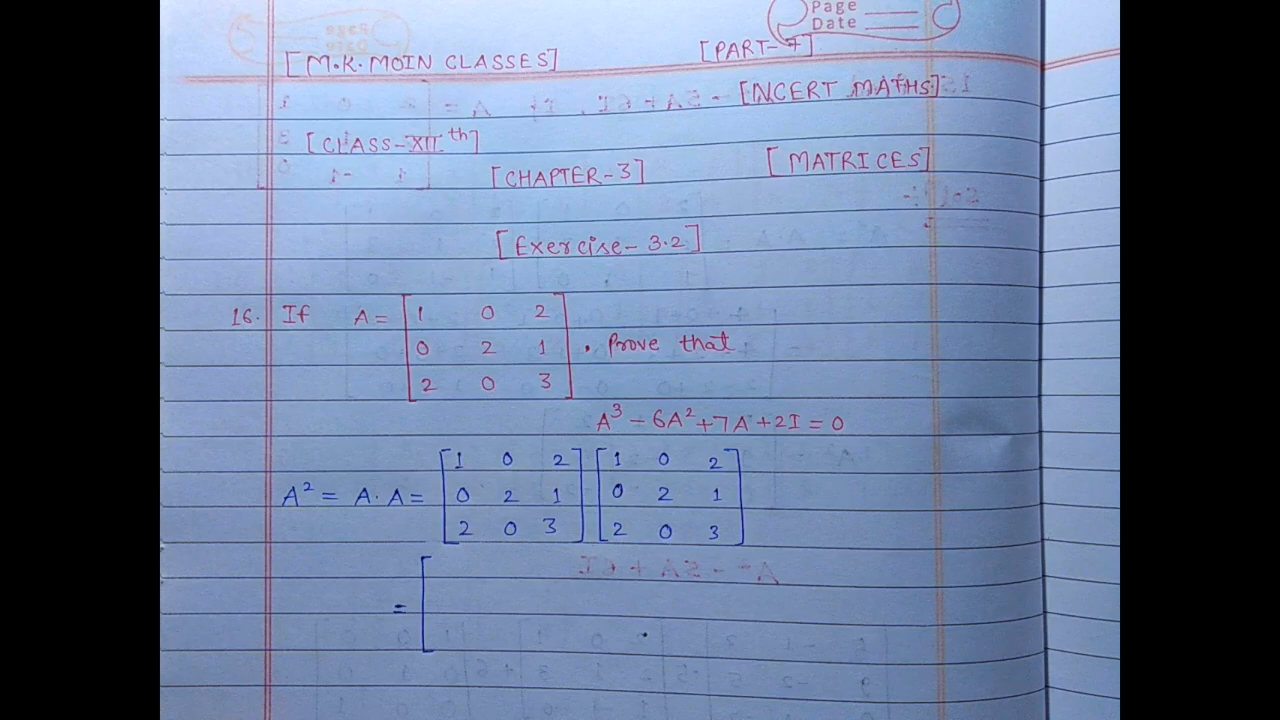 Page
Date
[M.K. MOIN CLASSES] [PART-7]
[NCERT MATHS]
[CLASS-XII th]
[CHAPTER-3] [MATRICES]
[Exercise-3.2]
16. If A = [1 0 2
0 2 1
2 0 3] . Prove that
A³ - 6A² + 7A + 2I = 0
A² = A . A = [1 0 2 [1 0 2
0 2 1 0 2 1
2 0 3] 2 0 3]
= [